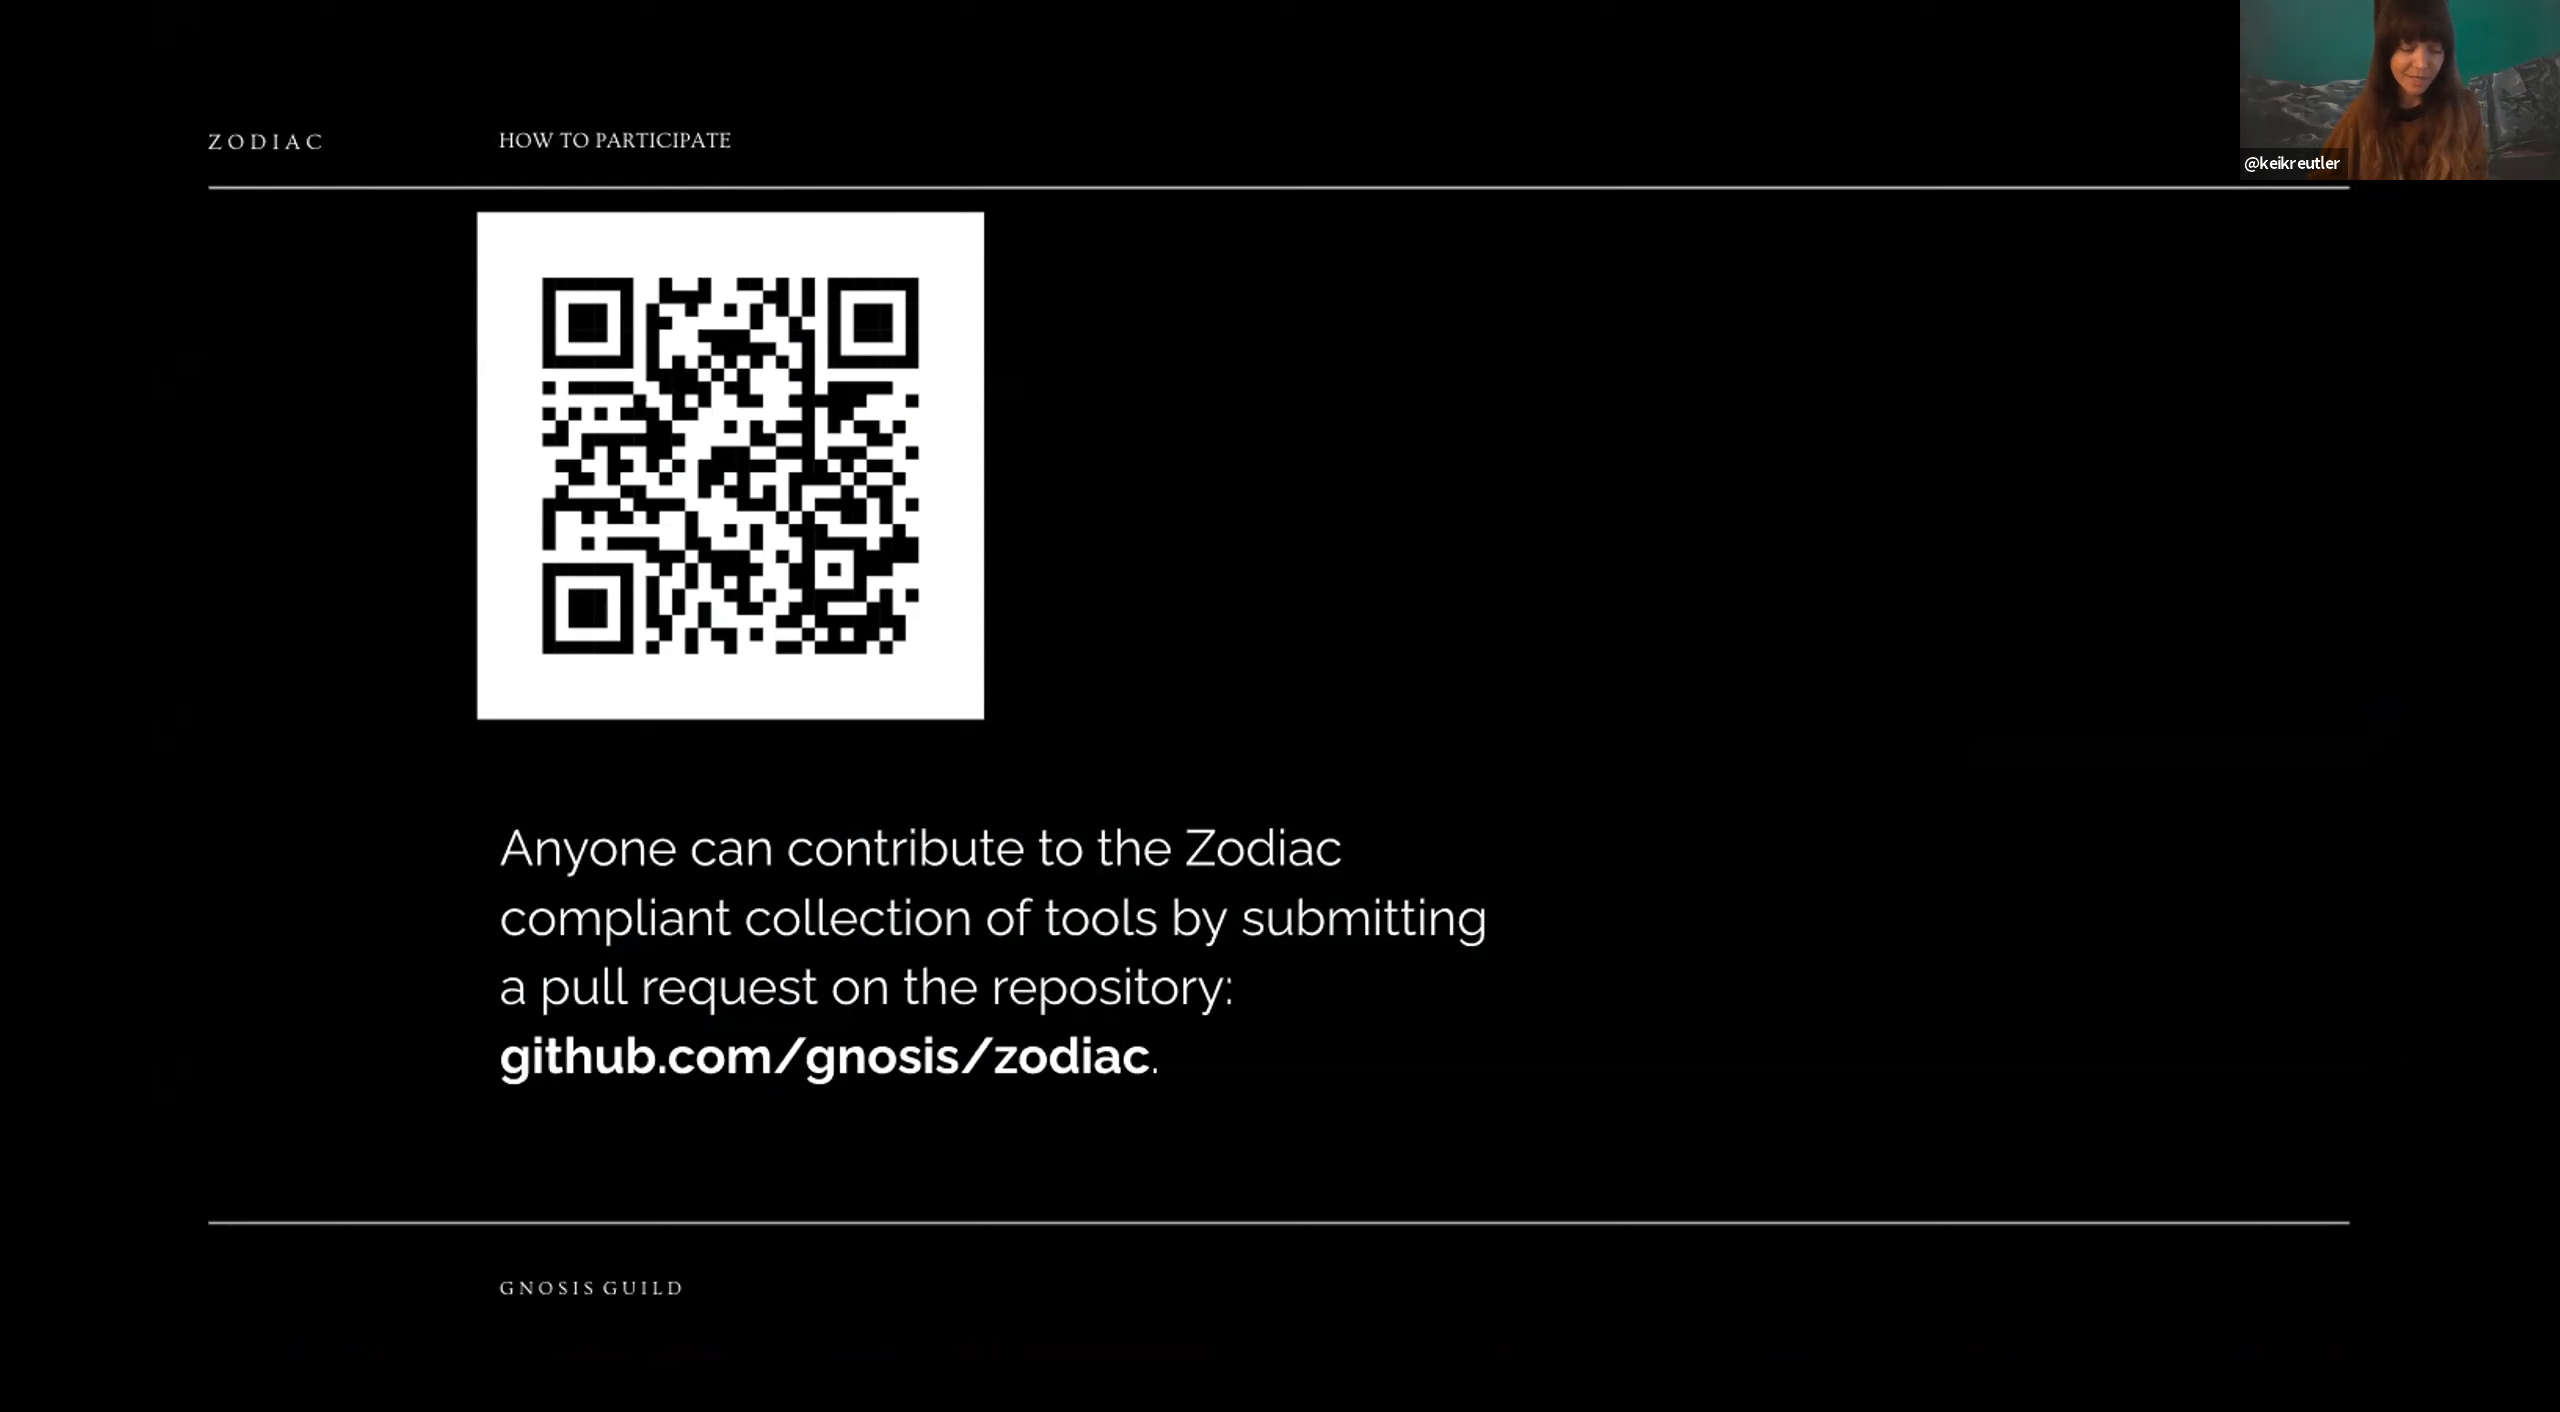 ZODIAC
HOW TO PARTICIPATE
@keikreutler
Anyone can contribute to the Zodiac
compliant collection of tools by submitting
a pull request on the repository:
github.com/gnosis/zodiac.
GNOSIS GUILD